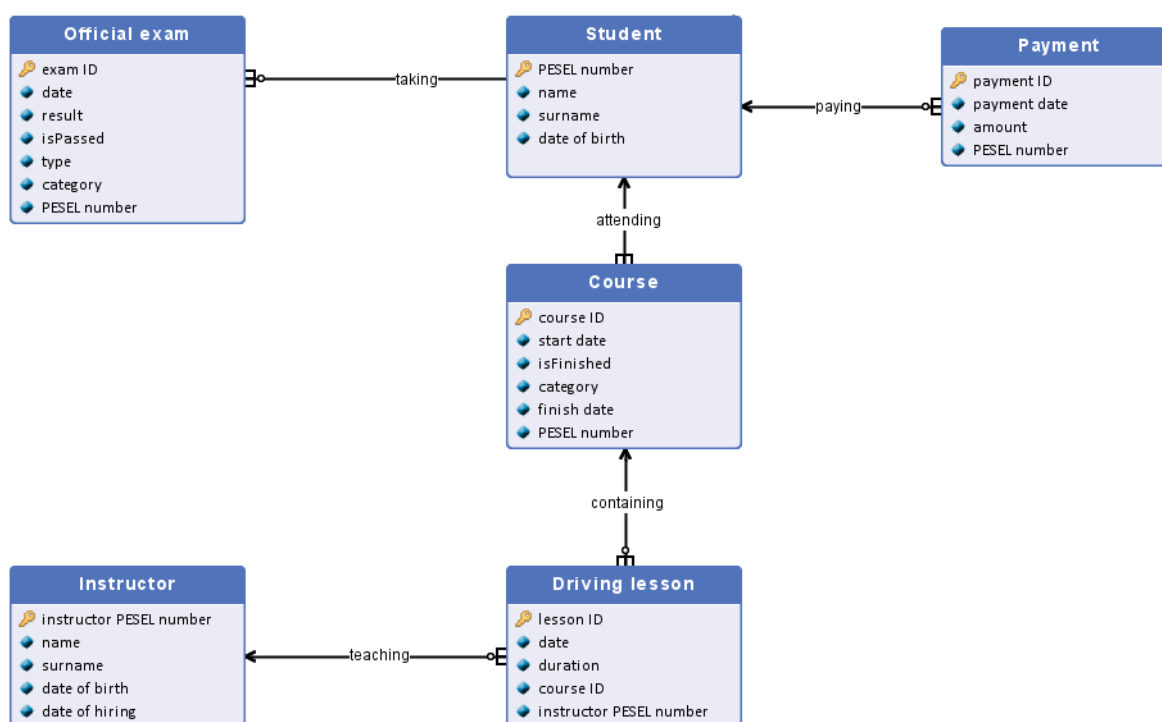 Official exam
exam ID
date
result
isPassed
type
category
PESEL number
taking
Student
PESEL number
name
surname
date of birth
paying
Payment
payment ID
payment date
amount
PESEL number
attending
Course
course ID
start date
isFinished
category
finish date
PESEL number
containing
Instructor
instructor PESEL number
name
surname
date of birth
date of hiring
teaching
Driving lesson
lesson ID
date
duration
course ID
instructor PESEL number